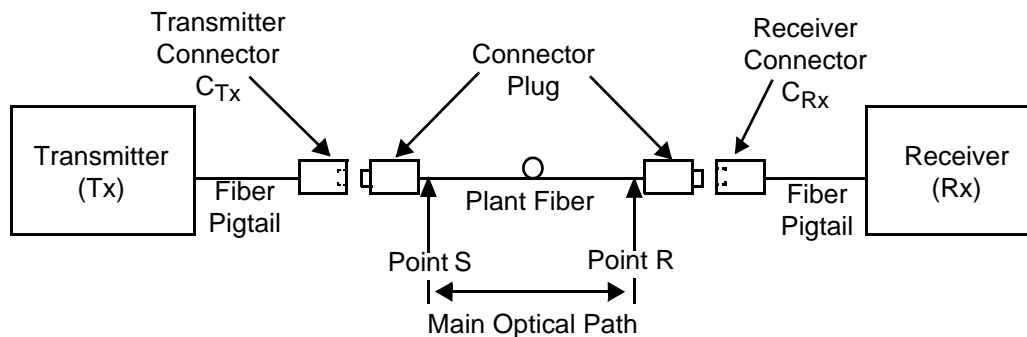 Transmitter
Connector
CTx
Connector
Plug
Receiver
Connector
CRx
Transmitter
(Tx)
Fiber
Pigtail
Plant Fiber
Fiber
Pigtail
Receiver
(Rx)
Point S
Point R
Main Optical Path